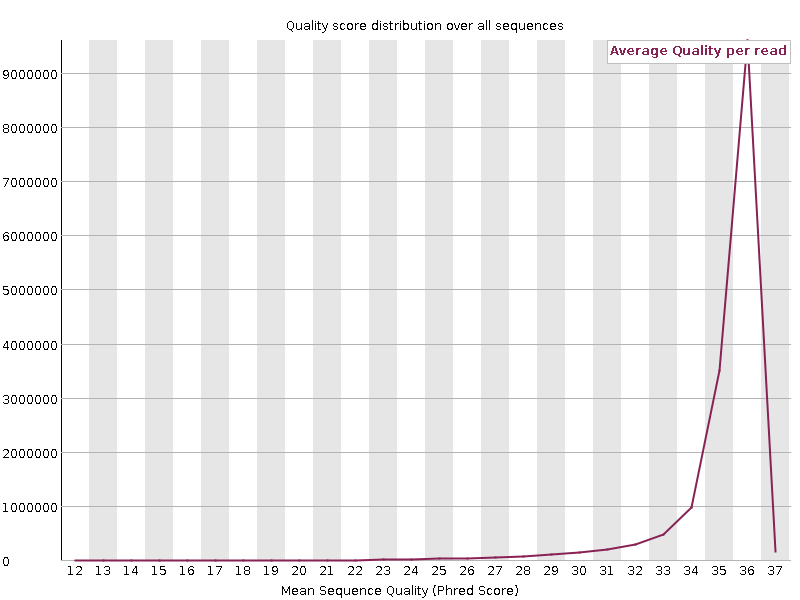 Quality score distribution over all sequences
Average Quality per read
9000000
8000000
7000000
6000000
5000000
4000000
3000000
2000000
1000000
0
12 13 14 15 16 17 18 19 20 21 22 23 24 25 26 27 28 29 30 31 32 33 34 35 36 37
Mean Sequence Quality (Phred Score)